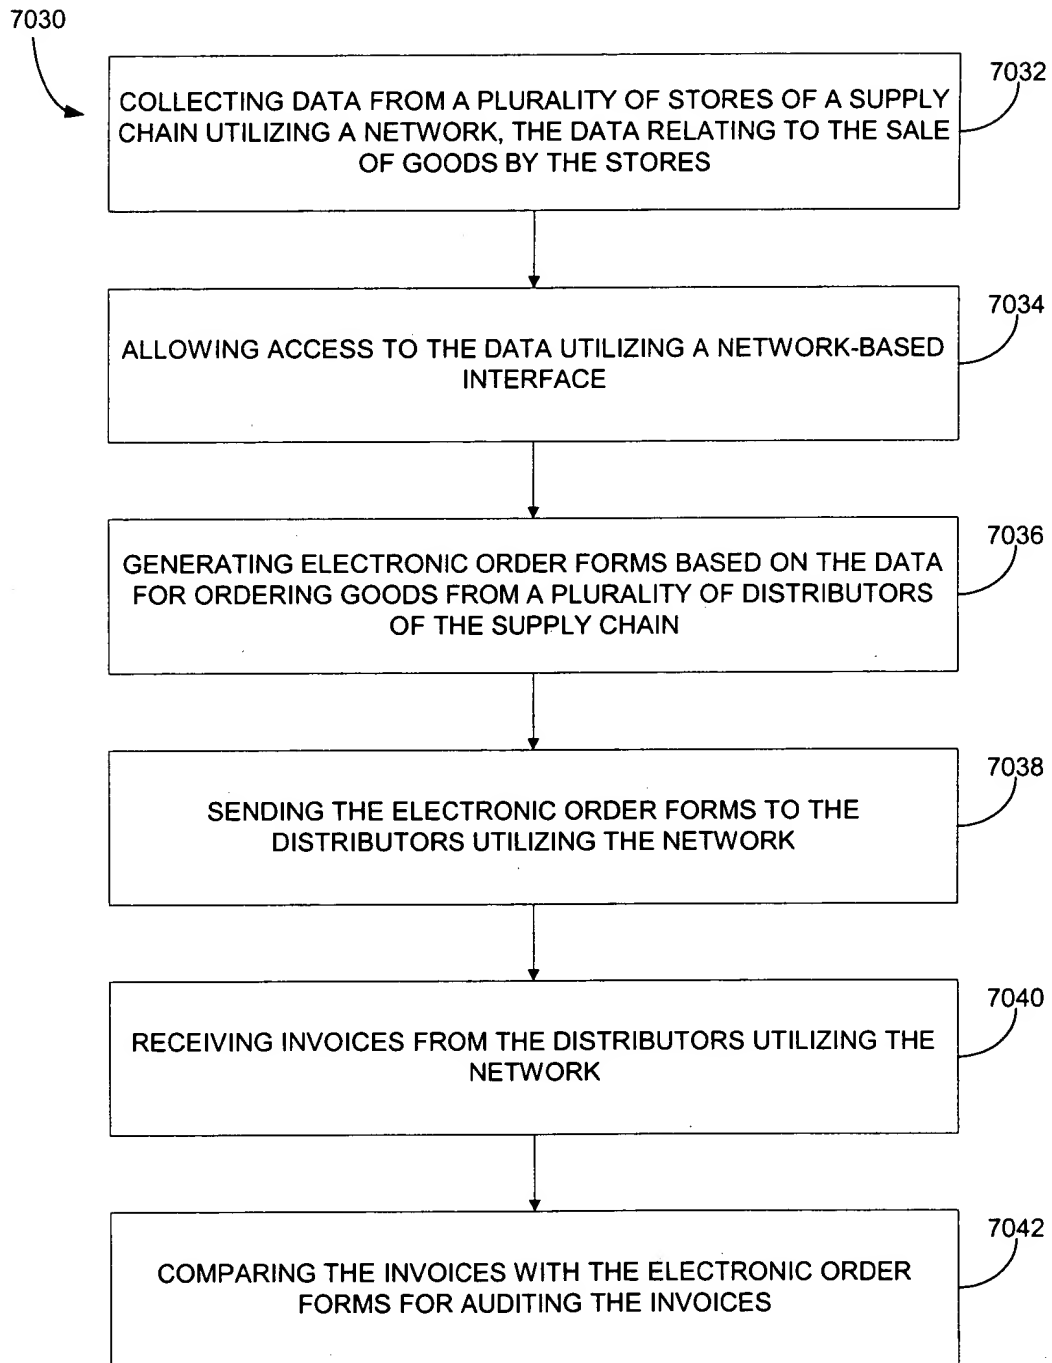 7030
7032
COLLECTING DATA FROM A PLURALITY OF STORES OF A SUPPLY
CHAIN UTILIZING A NETWORK, THE DATA RELATING TO THE SALE
OF GOODS BY THE STORES
7034
ALLOWING ACCESS TO THE DATA UTILIZING A NETWORK-BASED
INTERFACE
7036
GENERATING ELECTRONIC ORDER FORMS BASED ON THE DATA
FOR ORDERING GOODS FROM A PLURALITY OF DISTRIBUTORS
OF THE SUPPLY CHAIN
7038
SENDING THE ELECTRONIC ORDER FORMS TO THE
DISTRIBUTORS UTILIZING THE NETWORK
7040
RECEIVING INVOICES FROM THE DISTRIBUTORS UTILIZING THE
NETWORK
7042
COMPARING THE INVOICES WITH THE ELECTRONIC ORDER
FORMS FOR AUDITING THE INVOICES